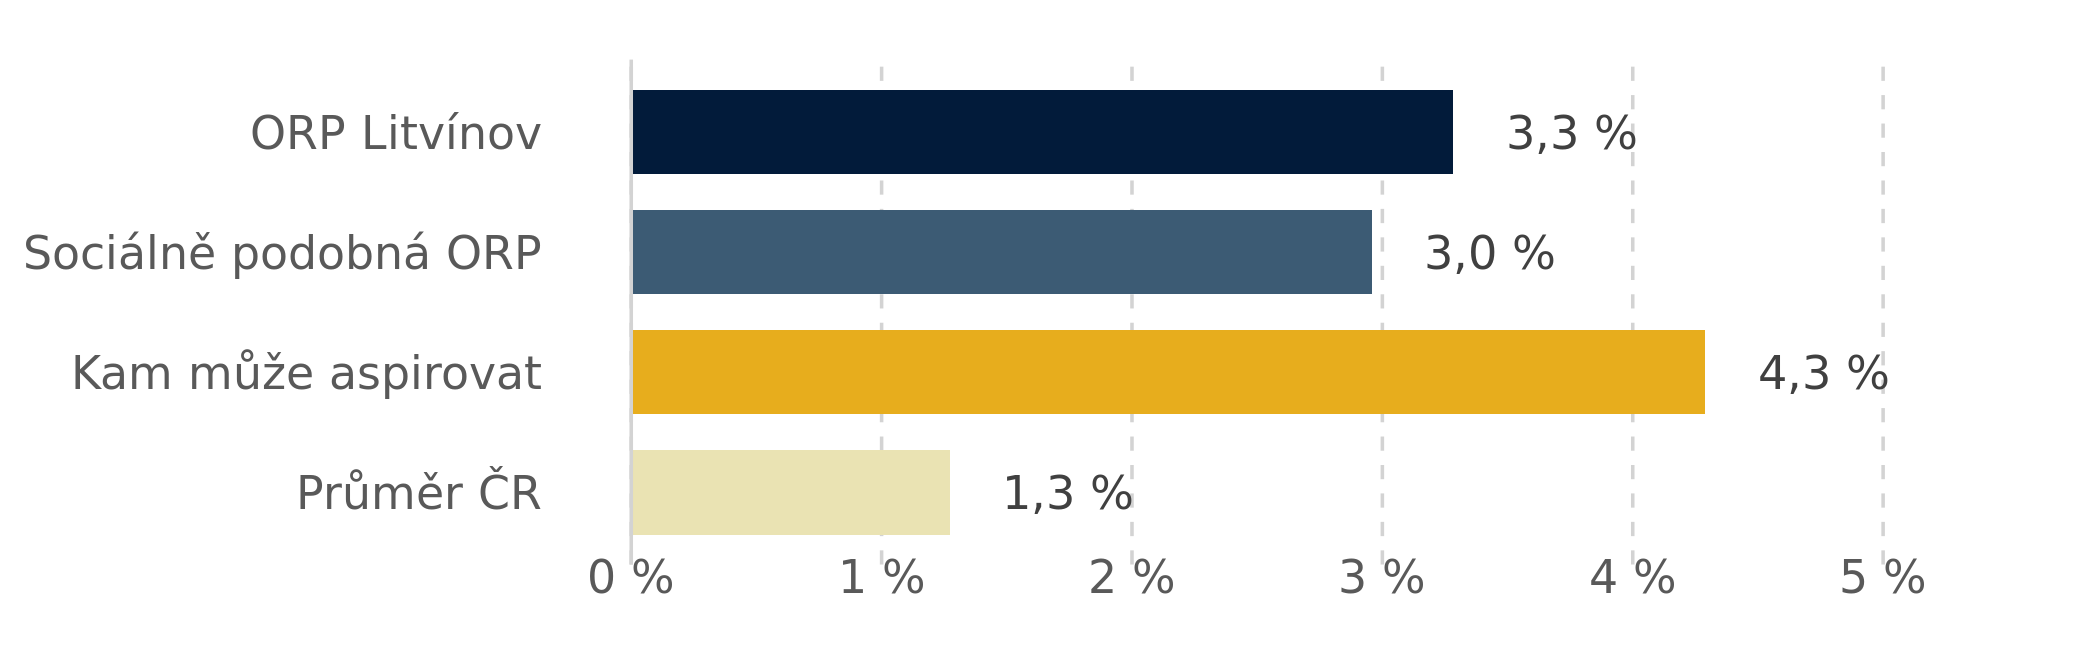 ORP Litvínov 3,3 %
Sociálně podobná ORP 3,0 %
Kam může aspirovat 4,3 %
Průměr ČR 1,3 %
0 % 1 % 2 % 3 % 4 % 5 %